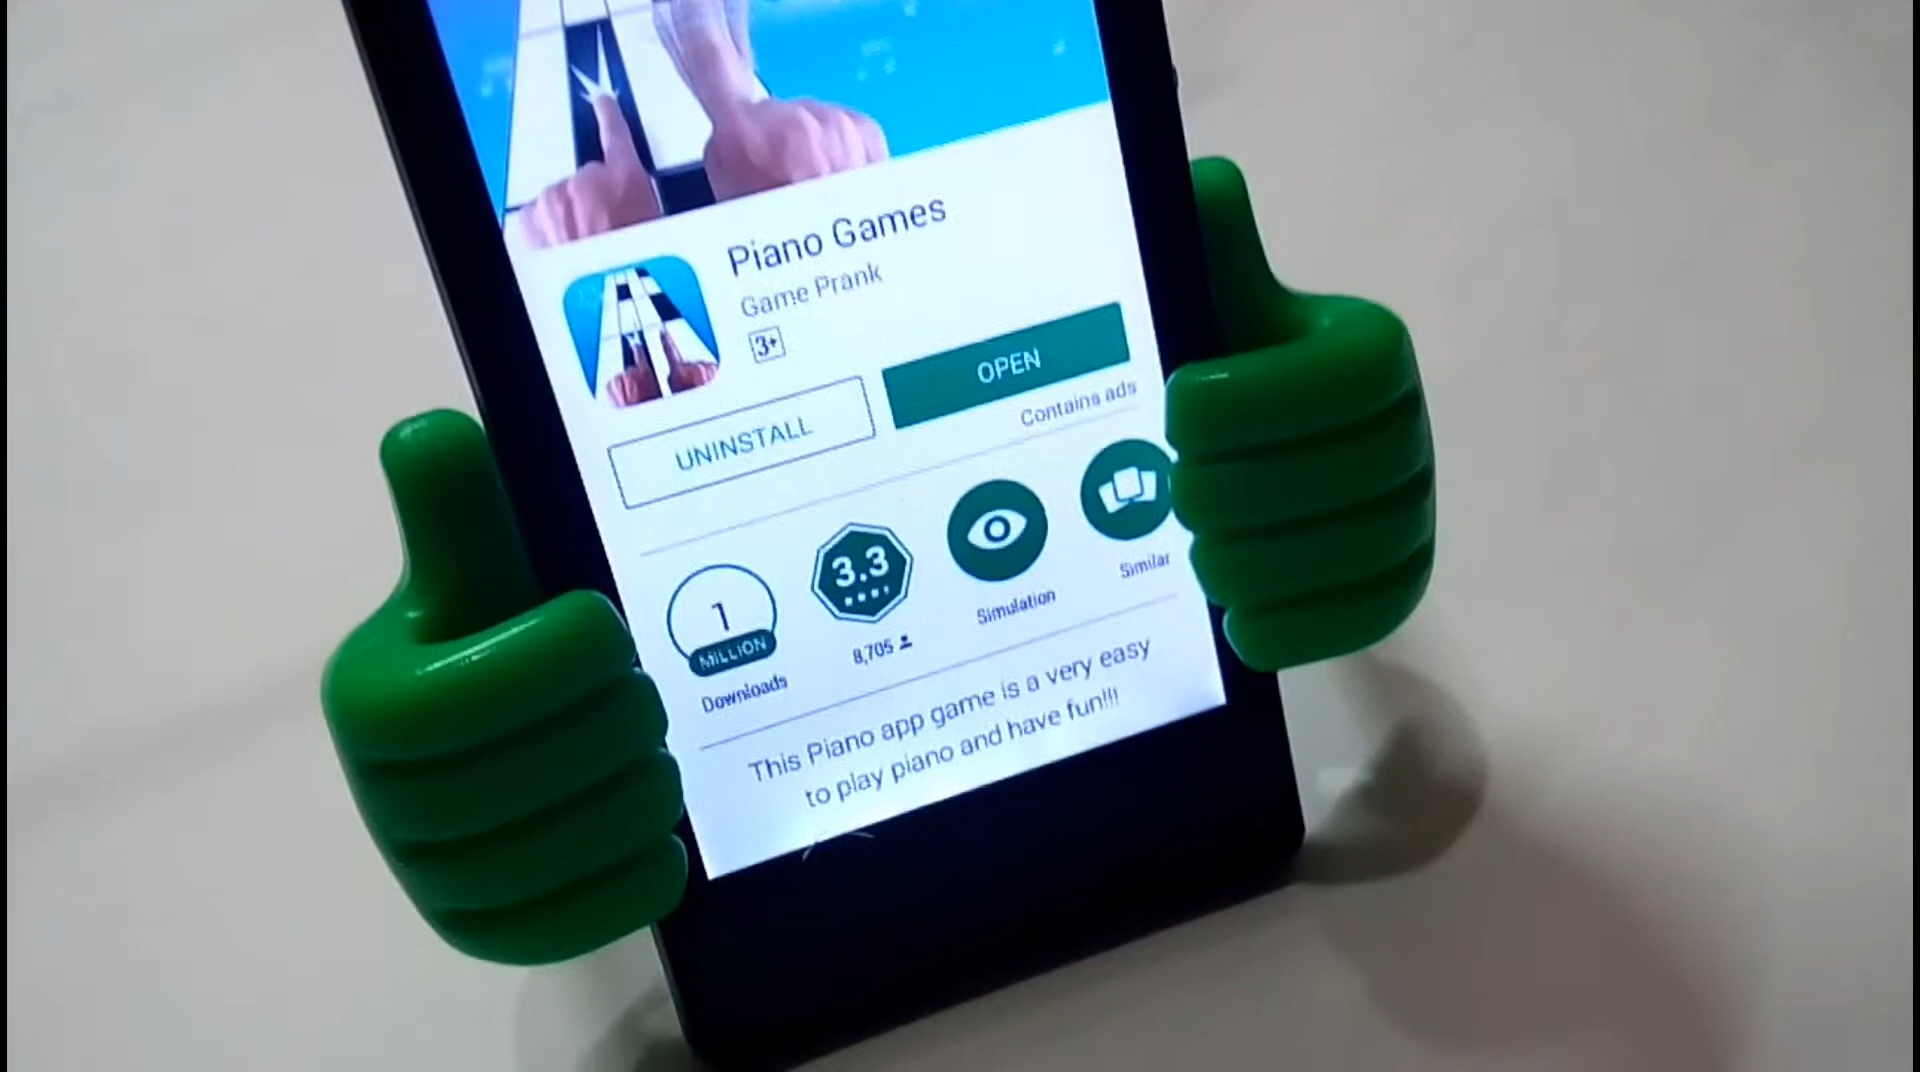 Piano Games
Game Prank
3+
UNINSTALL
OPEN
Contains ads
1
MILLION
Downloads
3.3
8,705
Simulation
Similar
This Piano app game is a very easy
to play piano and have fun!!!